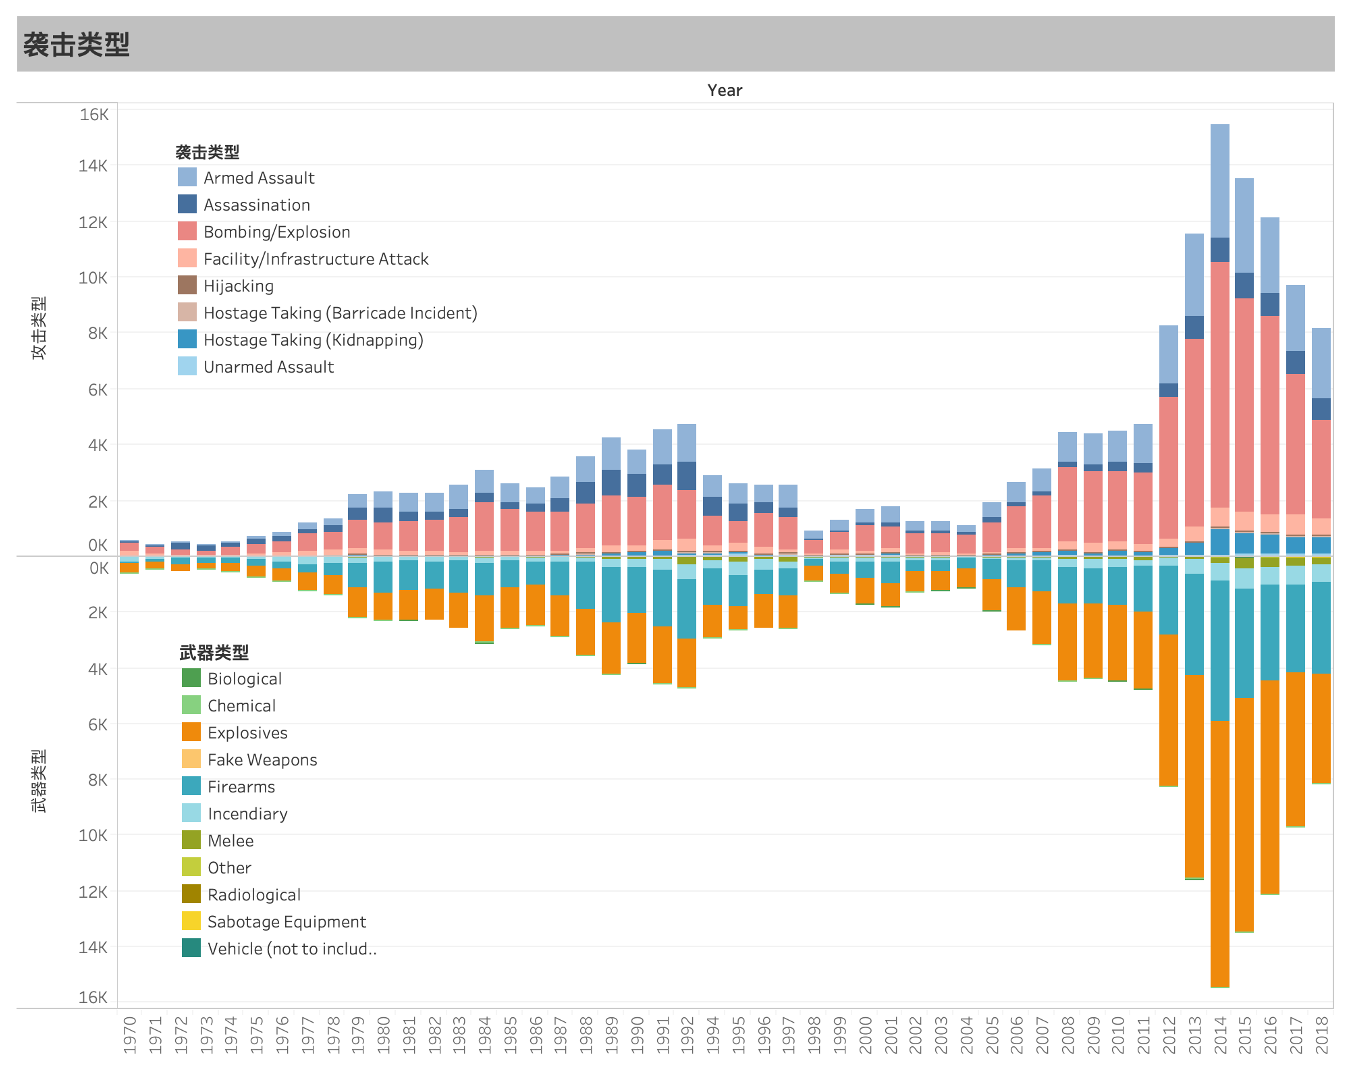 袭击类型
Year
16K
14K
12K
10K
8K
6K
4K
2K
0K
攻击类型
袭击类型
Armed Assault
Assassination
Bombing/Explosion
Facility/Infrastructure Attack
Hijacking
Hostage Taking (Barricade Incident)
Hostage Taking (Kidnapping)
Unarmed Assault
0K
2K
4K
6K
8K
10K
12K
14K
16K
武器类型
武器类型
Biological
Chemical
Explosives
Fake Weapons
Firearms
Incendiary
Melee
Other
Radiological
Sabotage Equipment
Vehicle (not to includ..
1970
1971
1972
1973
1974
1975
1976
1977
1978
1979
1980
1981
1982
1983
1984
1985
1986
1987
1988
1989
1990
1991
1992
1994
1995
1996
1997
1998
1999
2000
2001
2002
2003
2004
2005
2006
2007
2008
2009
2010
2011
2012
2013
2014
2015
2016
2017
2018